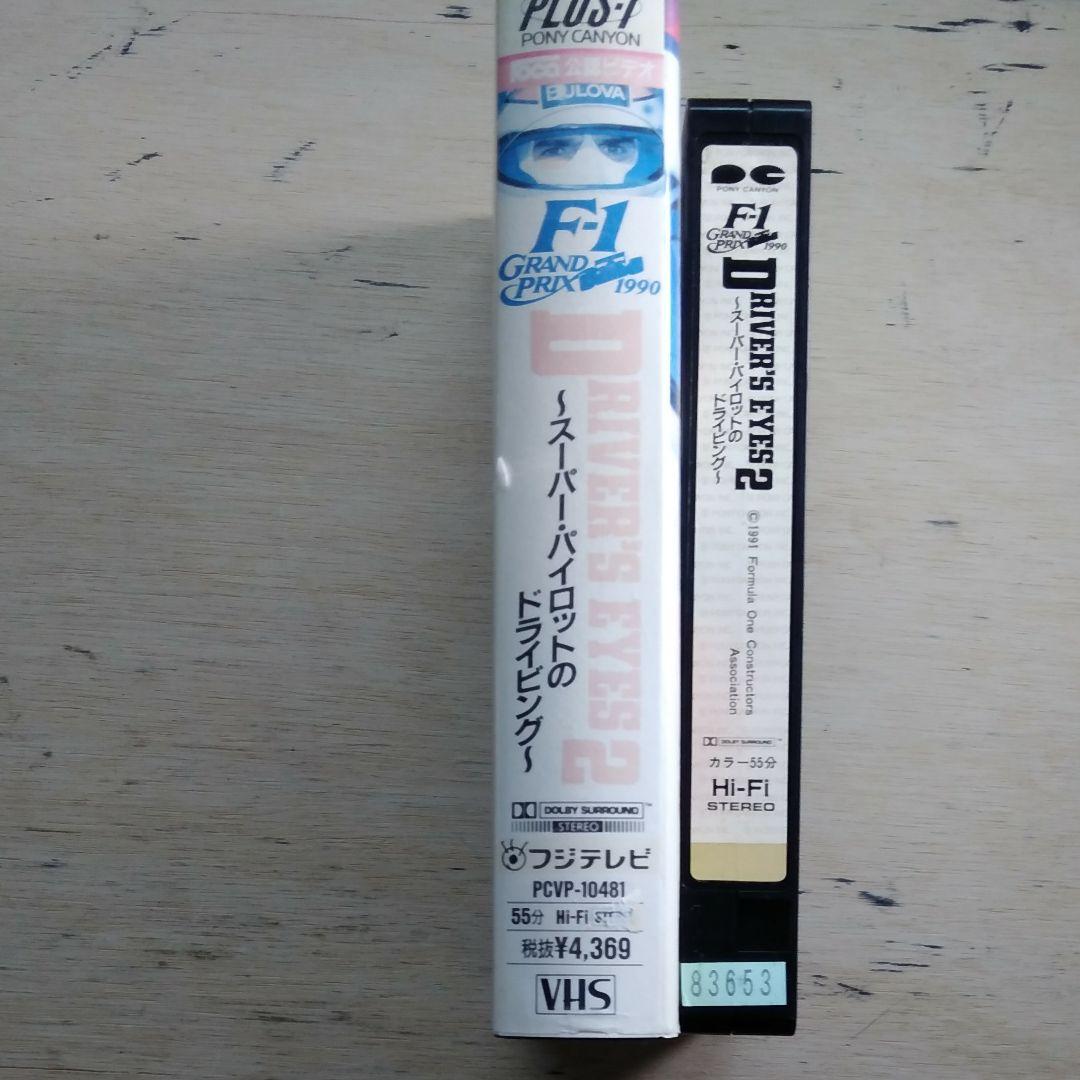 PLUS-1
PONY CANYON
FOCA公認ビデオ
BULOVA
F-1
GRAND
PRIX 1990
DRIVER'S EYES 2
〜スーパー・パイロットの
ドライビング〜
DOLBY SURROUND
STEREO
フジテレビ
PCVP-10481
55分 Hi-Fi STEREO
税抜¥4,369
VHS
PONY CANYON
F-1
GRAND
PRIX 1990
DRIVER'S EYES 2
〜スーパー・パイロットの
ドライビング〜
©1991 Formula One Constructors
Association
DOLBY SURROUND
カラー55分
Hi-Fi
STEREO
83653